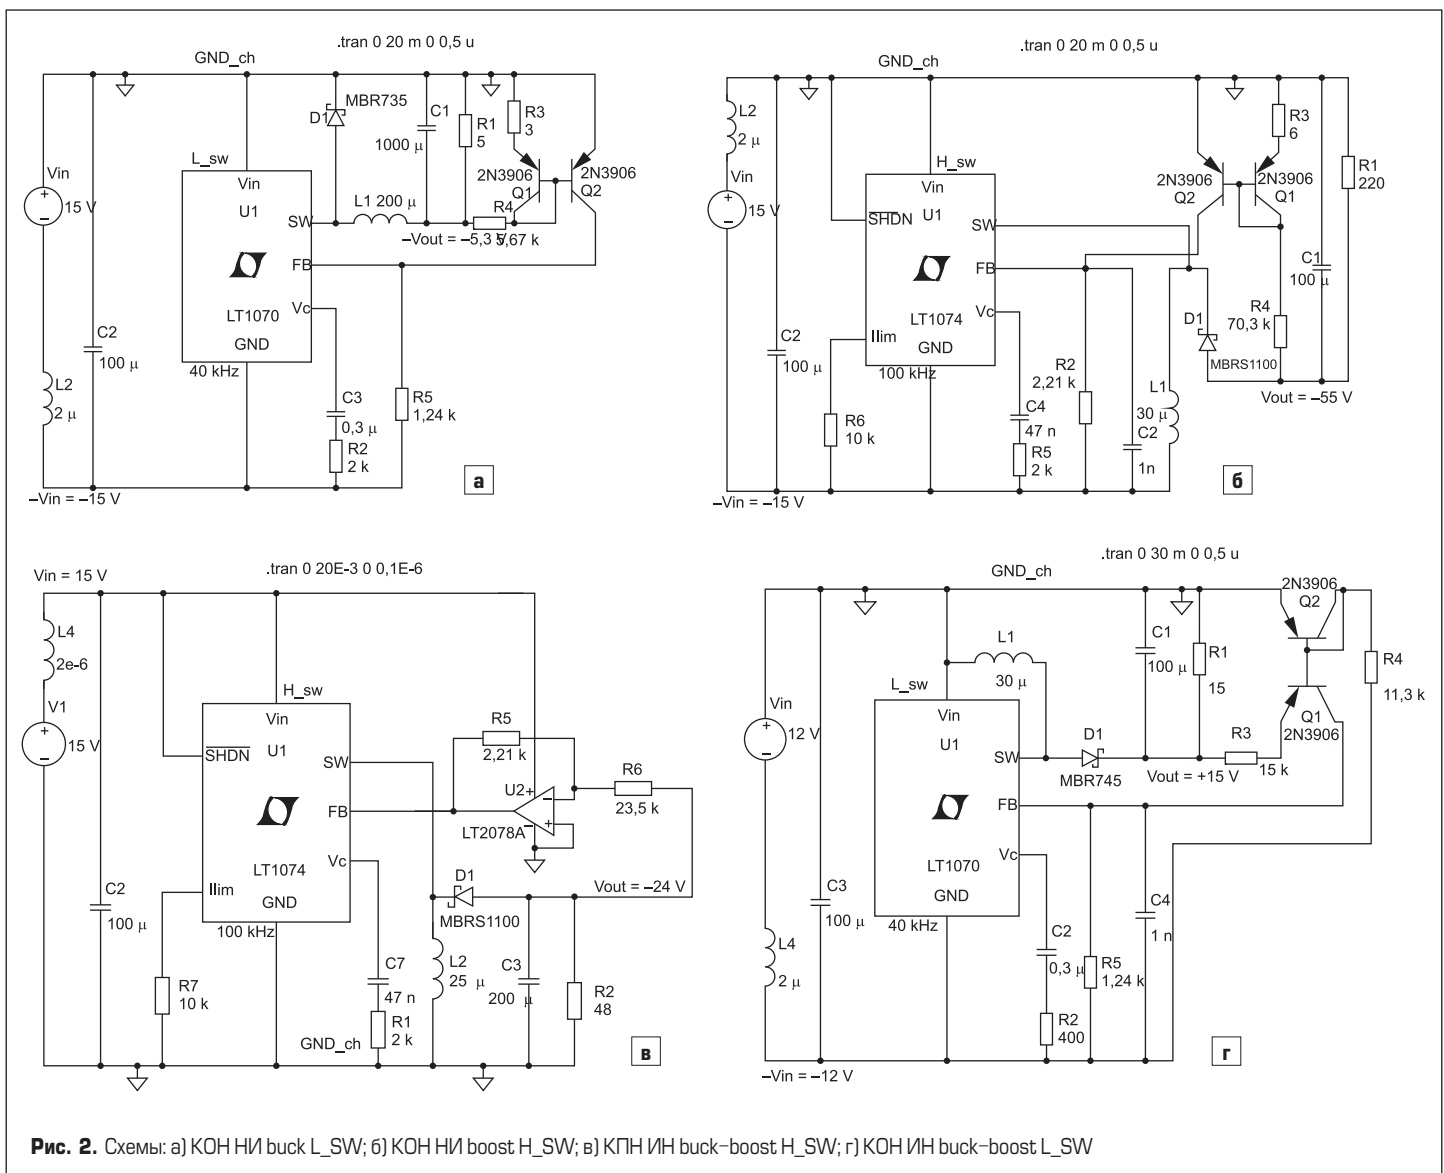 .tran 0 20 m 0 0,5 u
GND_ch
MBR735
D1
C1
1000 µ
R1
5
R3
3
2N3906
Q1
2N3906
Q2
L_sw
Vin
15 V
Vin
U1
SW
L1 200 µ
R4
5,67 k
–Vout = –5,3 V
FB
Vc
LT1070
GND
40 kHz
C2
100 µ
L2
2 µ
C3
0,3 µ
R2
2 k
R5
1,24 k
–Vin = –15 V
а
.tran 0 20 m 0 0,5 u
GND_ch
L2
2 µ
Vin
15 V
H_sw
Vin
SHDN
U1
SW
FB
Vc
LT1074
Ilim
GND
100 kHz
2N3906
Q2
2N3906
Q1
R3
6
R1
220
C1
100 µ
R4
70,3 k
D1
MBRS1100
Vout = –55 V
C2
100 µ
R6
10 k
C4
47 n
R5
2 k
R2
2,21 k
C2
1n
L1
30 µ
–Vin = –15 V
б
Vin = 15 V
.tran 0 20E-3 0 0,1E-6
L4
2e-6
V1
15 V
H_sw
Vin
SHDN
U1
SW
FB
Vc
LT1074
Ilim
GND
100 kHz
R5
2,21 k
U2
LT2078A
R6
23,5 k
D1
MBRS1100
Vout = –24 V
C2
100 µ
R7
10 k
C7
47 n
R1
2 k
GND_ch
L2
25 µ
C3
200 µ
R2
48
в
.tran 0 30 m 0 0,5 u
GND_ch
2N3906
Q2
L1
30 µ
C1
100 µ
R1
15
R4
11,3 k
Vin
12 V
L_sw
Vin
U1
SW
D1
MBR745
Vout = +15 V
R3
15 k
Q1
2N3906
FB
Vc
LT1070
GND
40 kHz
C3
100 µ
L4
2 µ
C2
0,3 µ
R2
400
R5
1,24 k
C4
1 n
–Vin = –12 V
г
Рис. 2. Схемы: а) КОН НИ buck L_SW; б) КОН НИ boost H_SW; в) КПН ИН buck–boost H_SW; г) КОН ИН buck–boost L_SW